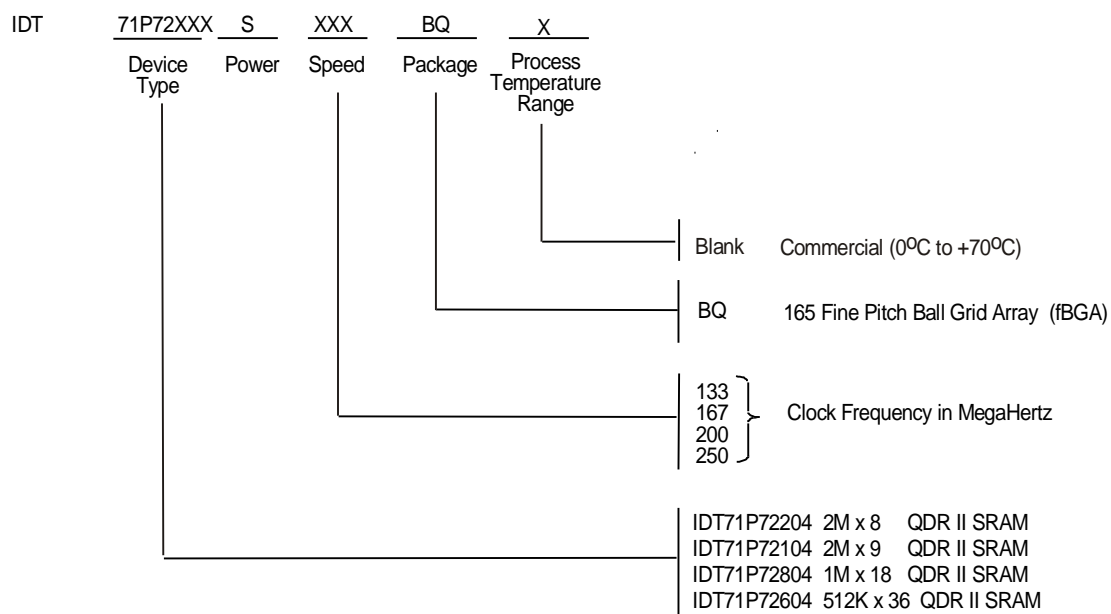 IDT 71P72XXX S XXX BQ X
Device Type Power Speed Package Process Temperature Range
Blank Commercial (0°C to +70°C)
BQ 165 Fine Pitch Ball Grid Array (fBGA)
133
167
200
250
Clock Frequency in MegaHertz
IDT71P72204 2M x 8 QDR II SRAM
IDT71P72104 2M x 9 QDR II SRAM
IDT71P72804 1M x 18 QDR II SRAM
IDT71P72604 512K x 36 QDR II SRAM